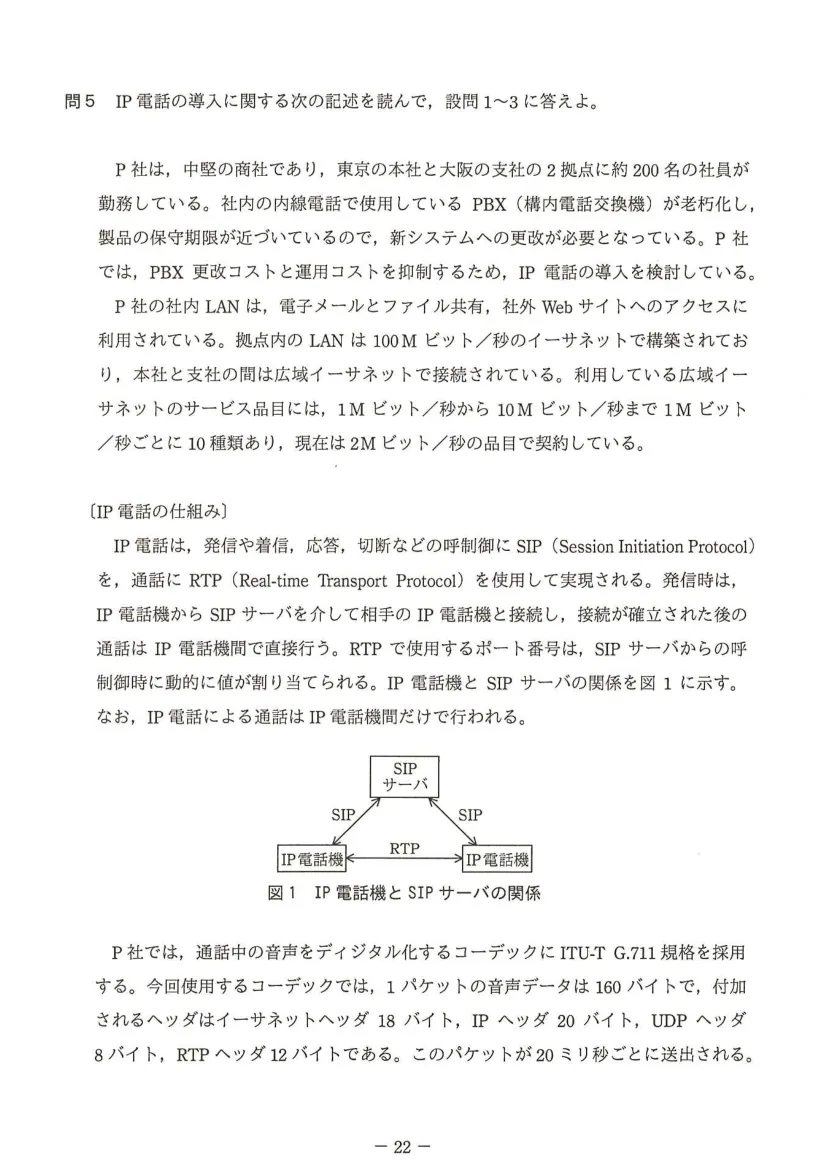 問5　IP 電話の導入に関する次の記述を読んで，設問 1～3 に答えよ。
P 社は，中堅の商社であり，東京の本社と大阪の支社の 2 拠点に約 200 名の社員が
勤務している。社内の内線電話で使用している PBX（構内電話交換機）が老朽化し，
製品の保守期限が近づいているので，新システムへの更改が必要となっている。P 社
では，PBX 更改コストと運用コストを抑制するため，IP 電話の導入を検討している。
P 社の社内 LAN は，電子メールとファイル共有，社外 Web サイトへのアクセスに
利用されている。拠点内の LAN は 100 M ビット／秒のイーサネットで構築されてお
り，本社と支社の間は広域イーサネットで接続されている。利用している広域イー
サネットのサービス品目には，1 M ビット／秒から 10 M ビット／秒まで 1 M ビット
／秒ごとに 10 種類あり，現在は 2 M ビット／秒の品目で契約している。
〔IP 電話の仕組み〕
IP 電話は，発信や着信，応答，切断などの呼制御に SIP（Session Initiation Protocol）
を，通話に RTP（Real-time Transport Protocol）を使用して実現される。発信時は，
IP 電話機から SIP サーバを介して相手の IP 電話機と接続し，接続が確立された後の
通話は IP 電話機間で直接行う。RTP で使用するポート番号は，SIP サーバからの呼
制御時に動的に値が割り当てられる。IP 電話機と SIP サーバの関係を図 1 に示す。
なお，IP 電話による通話は IP 電話機間だけで行われる。
SIP
サーバ
SIP SIP
IP 電話機 RTP IP 電話機
図 1　IP 電話機と SIP サーバの関係
P 社では，通話中の音声をディジタル化するコーデックに ITU-T G.711 規格を採用
する。今回使用するコーデックでは，1 パケットの音声データは 160 バイトで，付加
されるヘッダはイーサネットヘッダ 18 バイト，IP ヘッダ 20 バイト，UDP ヘッダ
8 バイト，RTP ヘッダ 12 バイトである。このパケットが 20 ミリ秒ごとに送出される。
－ 22 －